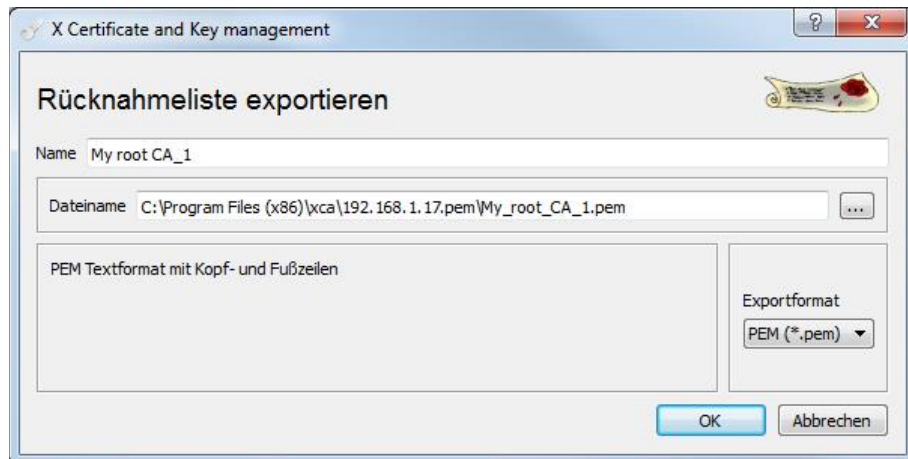 X Certificate and Key management
Rücknahmeliste exportieren
Name My root CA_1
Dateiname C:\Program Files (x86)\xca\192.168.1.17.pem\My_root_CA_1.pem ...
PEM Textformat mit Kopf- und Fußzeilen
Exportformat
PEM (*.pem)
OK Abbrechen